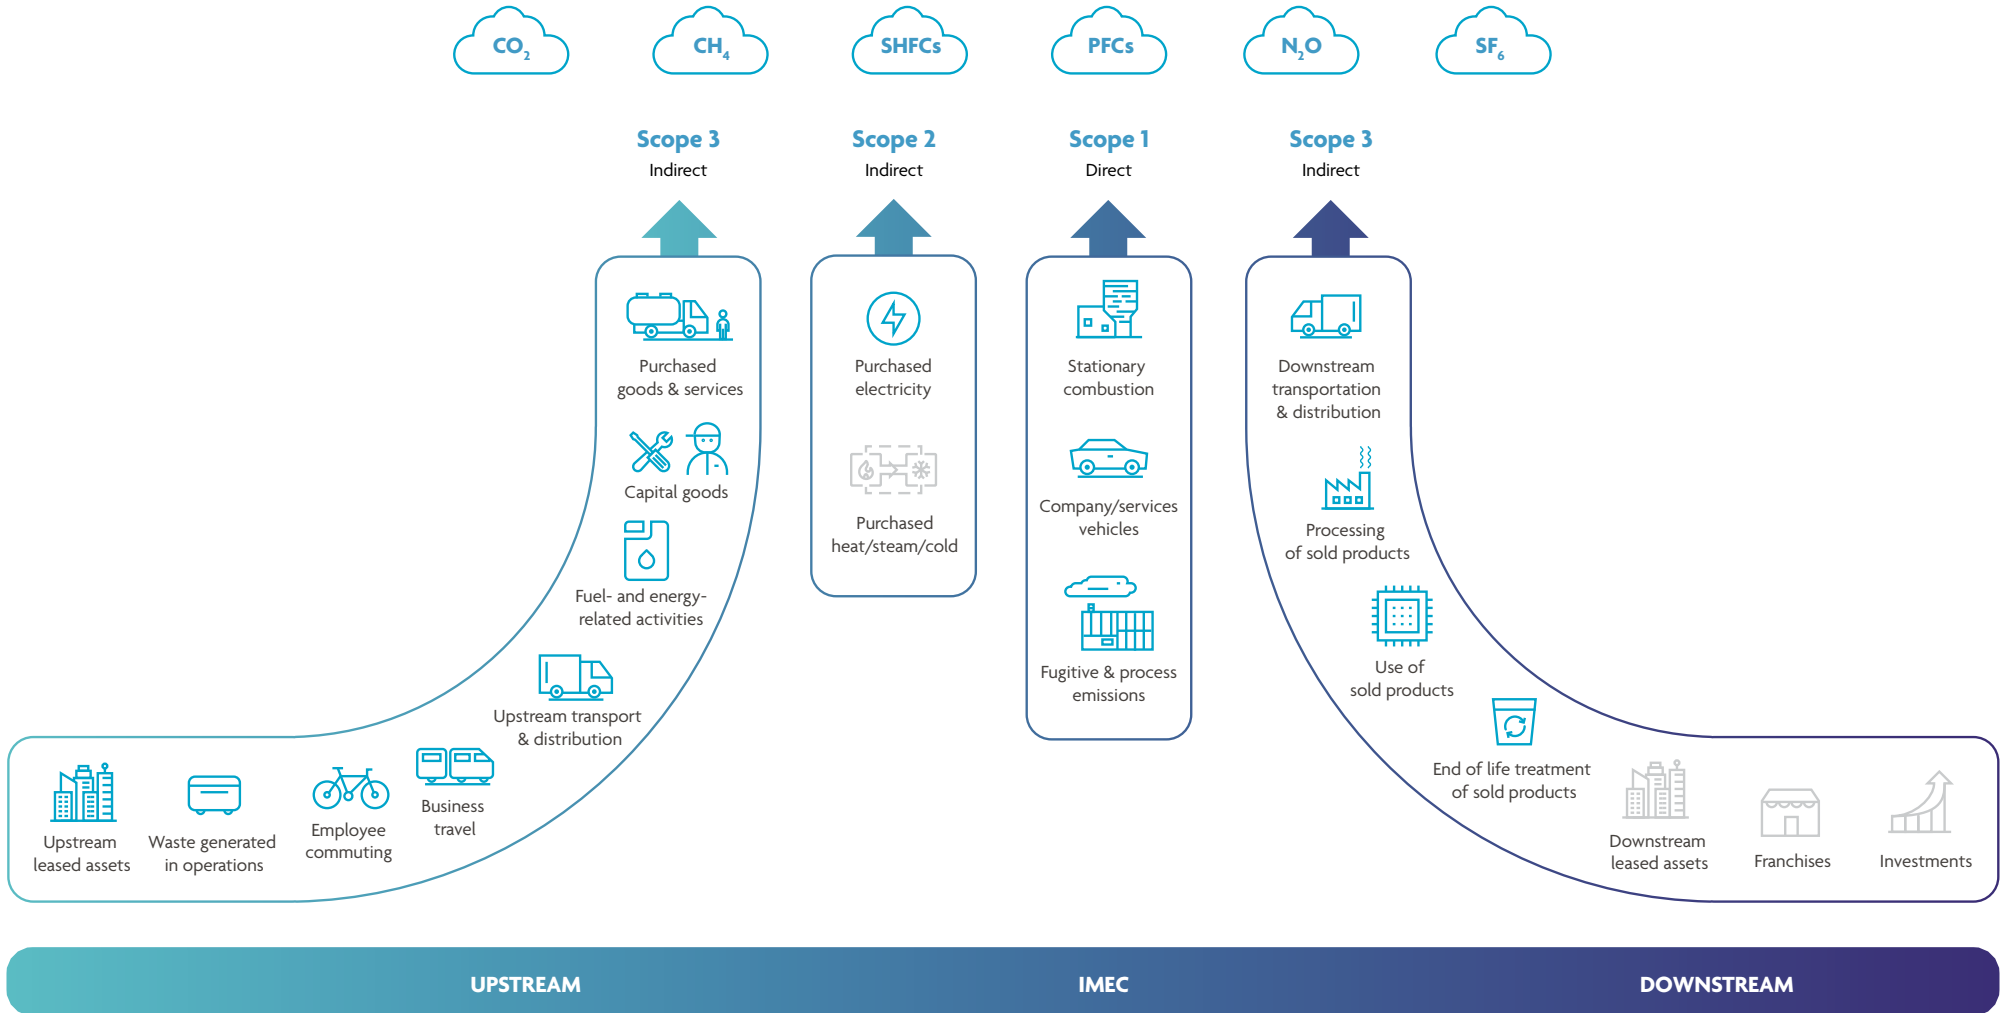 CO2
CH4
SHFCs
PFCs
N2O
SF6
Scope 3
Indirect
Purchased
goods & services
Capital goods
Fuel- and energy-
related activities
Upstream transport
& distribution
Business
travel
Employee
commuting
Waste generated
in operations
Upstream
leased assets
Scope 2
Indirect
Purchased
electricity
Purchased
heat/steam/cold
Scope 1
Direct
Stationary
combustion
Company/services
vehicles
Fugitive & process
emissions
Scope 3
Indirect
Downstream
transportation
& distribution
Processing
of sold products
Use of
sold products
End of life treatment
of sold products
Downstream
leased assets
Franchises
Investments
UPSTREAM
IMEC
DOWNSTREAM